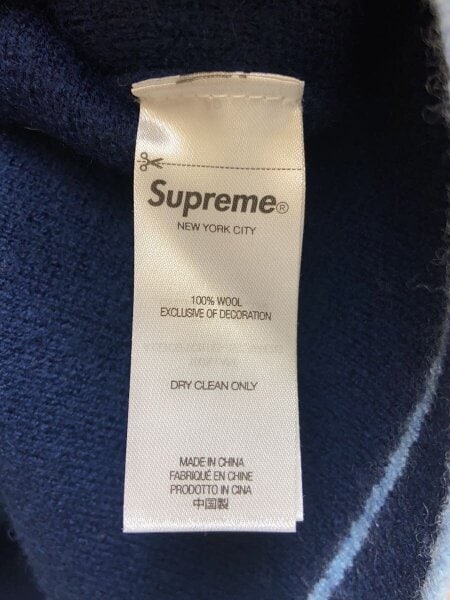 Supreme®
NEW YORK CITY
100% WOOL
EXCLUSIVE OF DECORATION
DRY CLEAN ONLY
MADE IN CHINA
FABRIQUÉ EN CHINE
PRODOTTO IN CINA
中国製